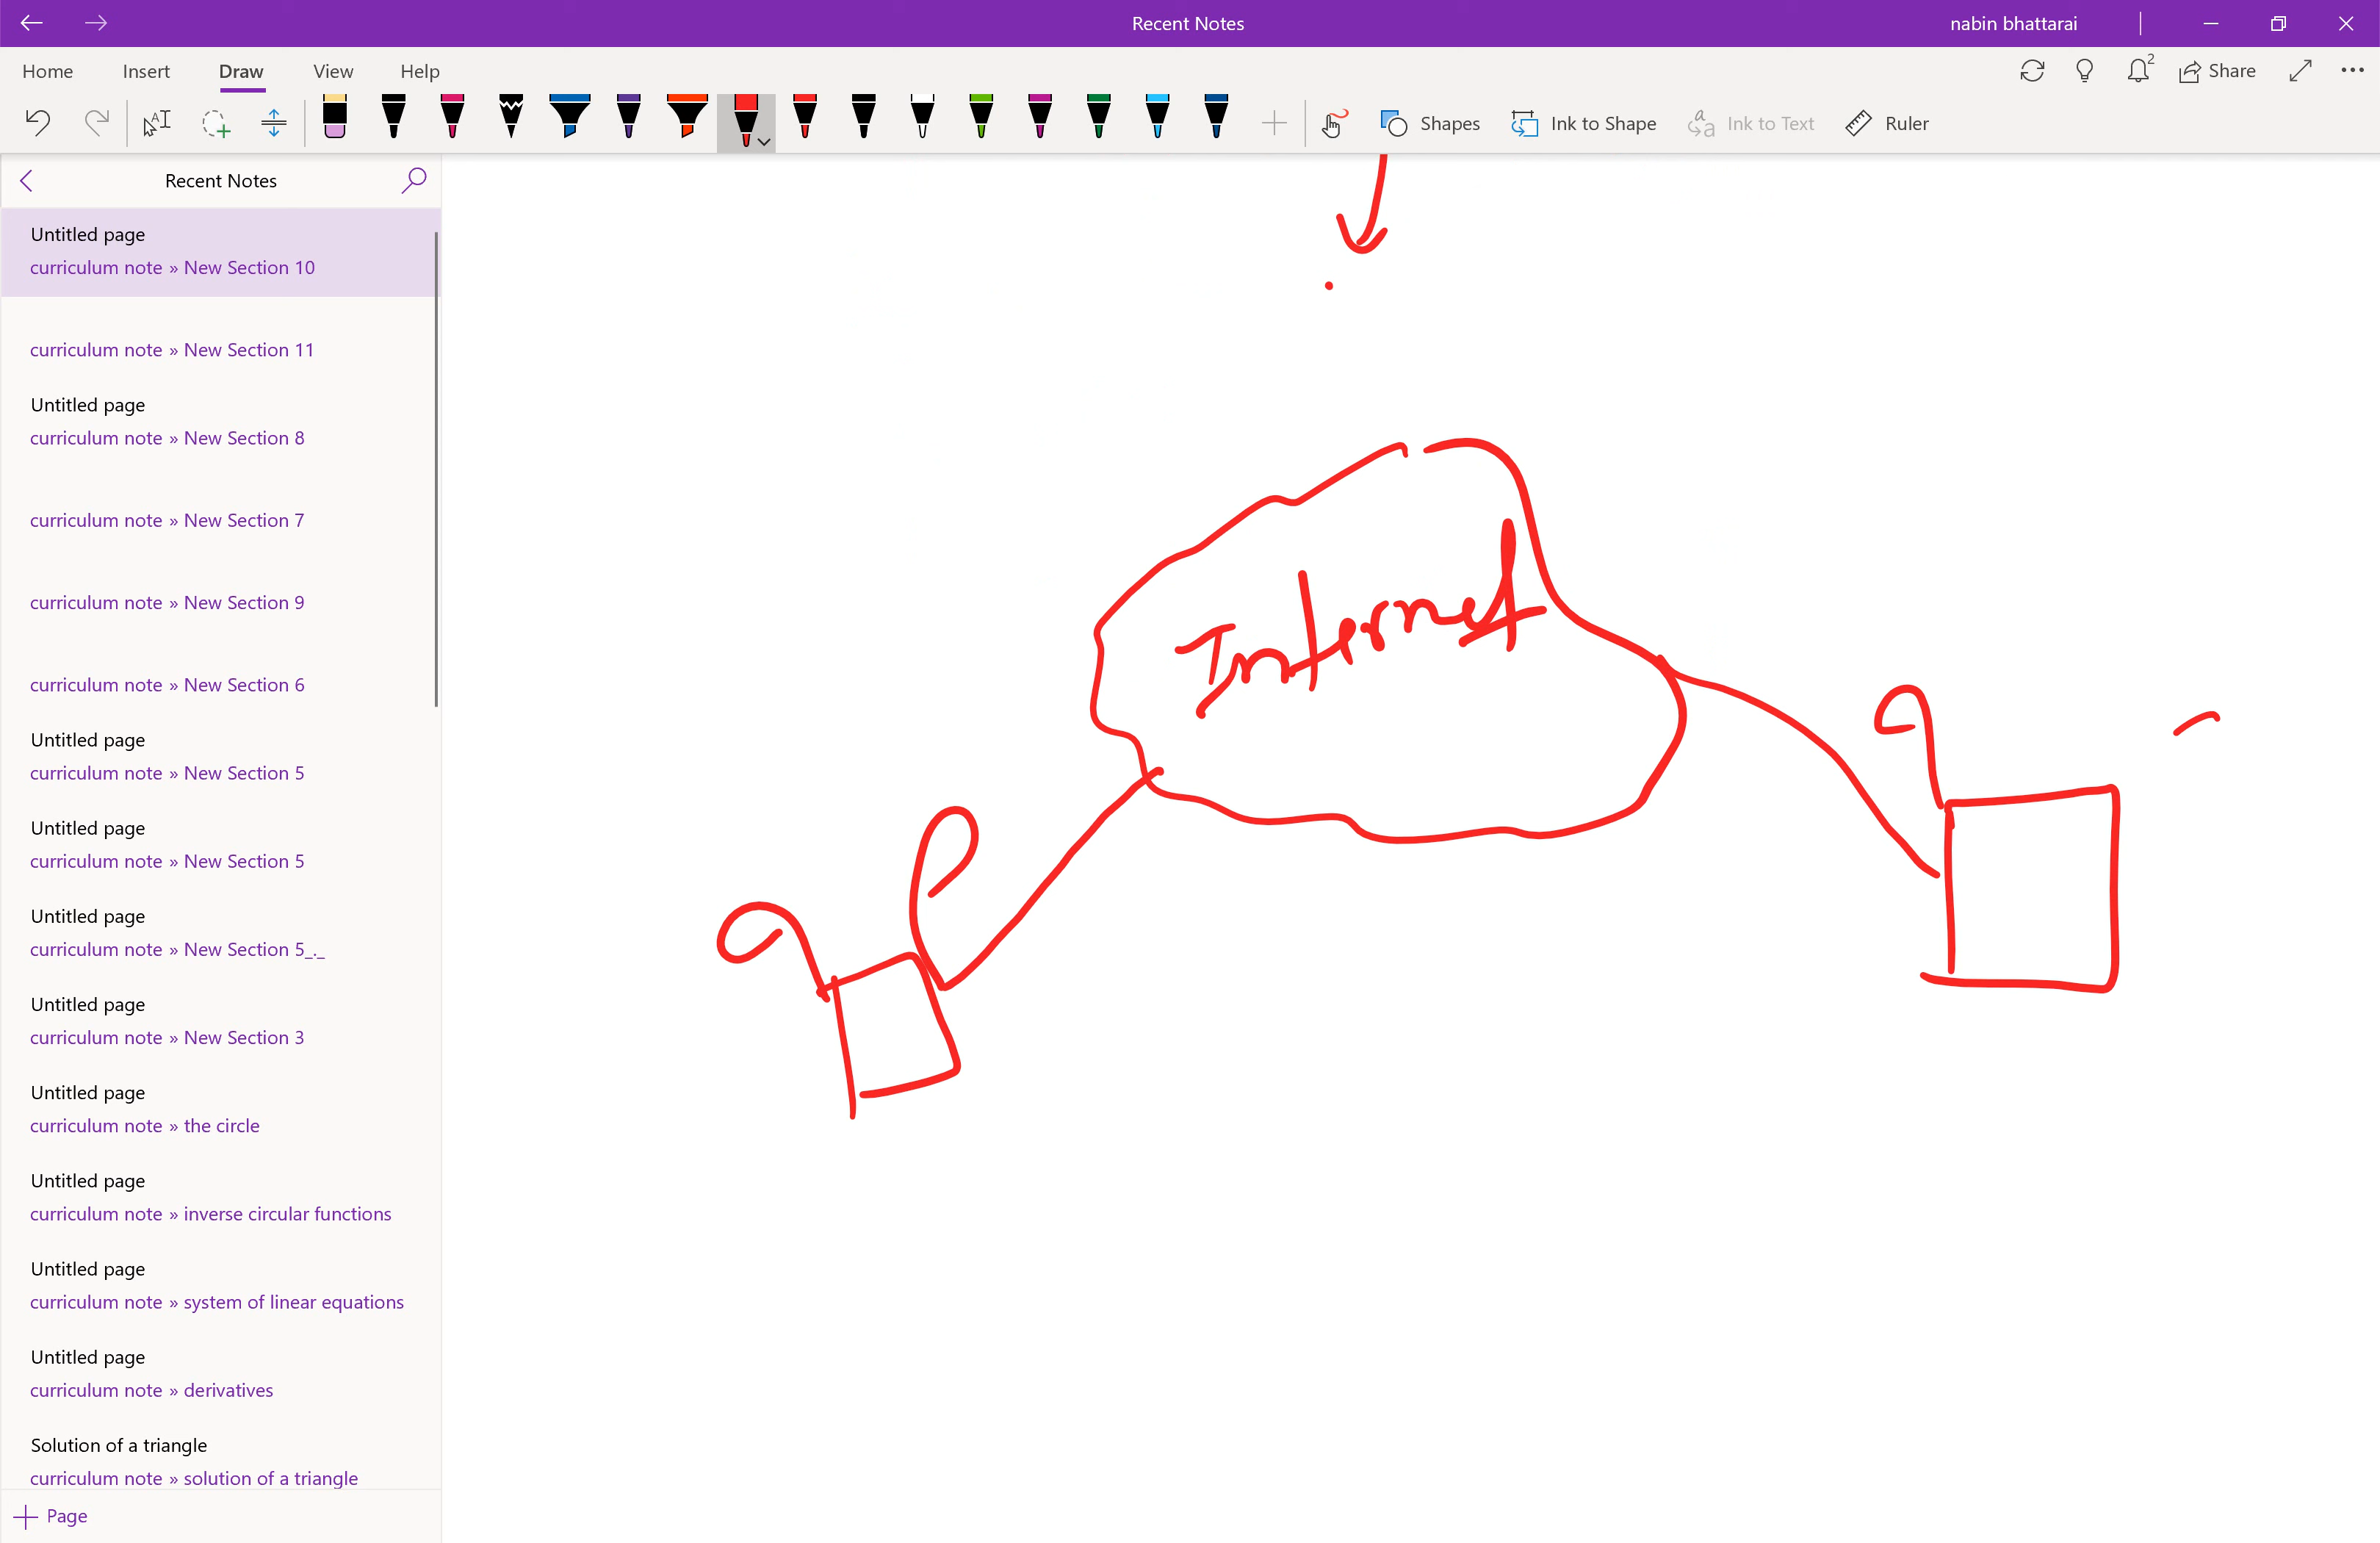 Recent Notes
nabin bhattarai
Home Insert Draw View Help
2 Share
Shapes Ink to Shape Ink to Text Ruler
Recent Notes
Untitled page
curriculum note » New Section 10
curriculum note » New Section 11
Untitled page
curriculum note » New Section 8
curriculum note » New Section 7
curriculum note » New Section 9
curriculum note » New Section 6
Untitled page
curriculum note » New Section 5
Untitled page
curriculum note » New Section 5
Untitled page
curriculum note » New Section 5_._
Untitled page
curriculum note » New Section 3
Untitled page
curriculum note » the circle
Untitled page
curriculum note » inverse circular functions
Untitled page
curriculum note » system of linear equations
Untitled page
curriculum note » derivatives
Solution of a triangle
curriculum note » solution of a triangle
Page
Internet